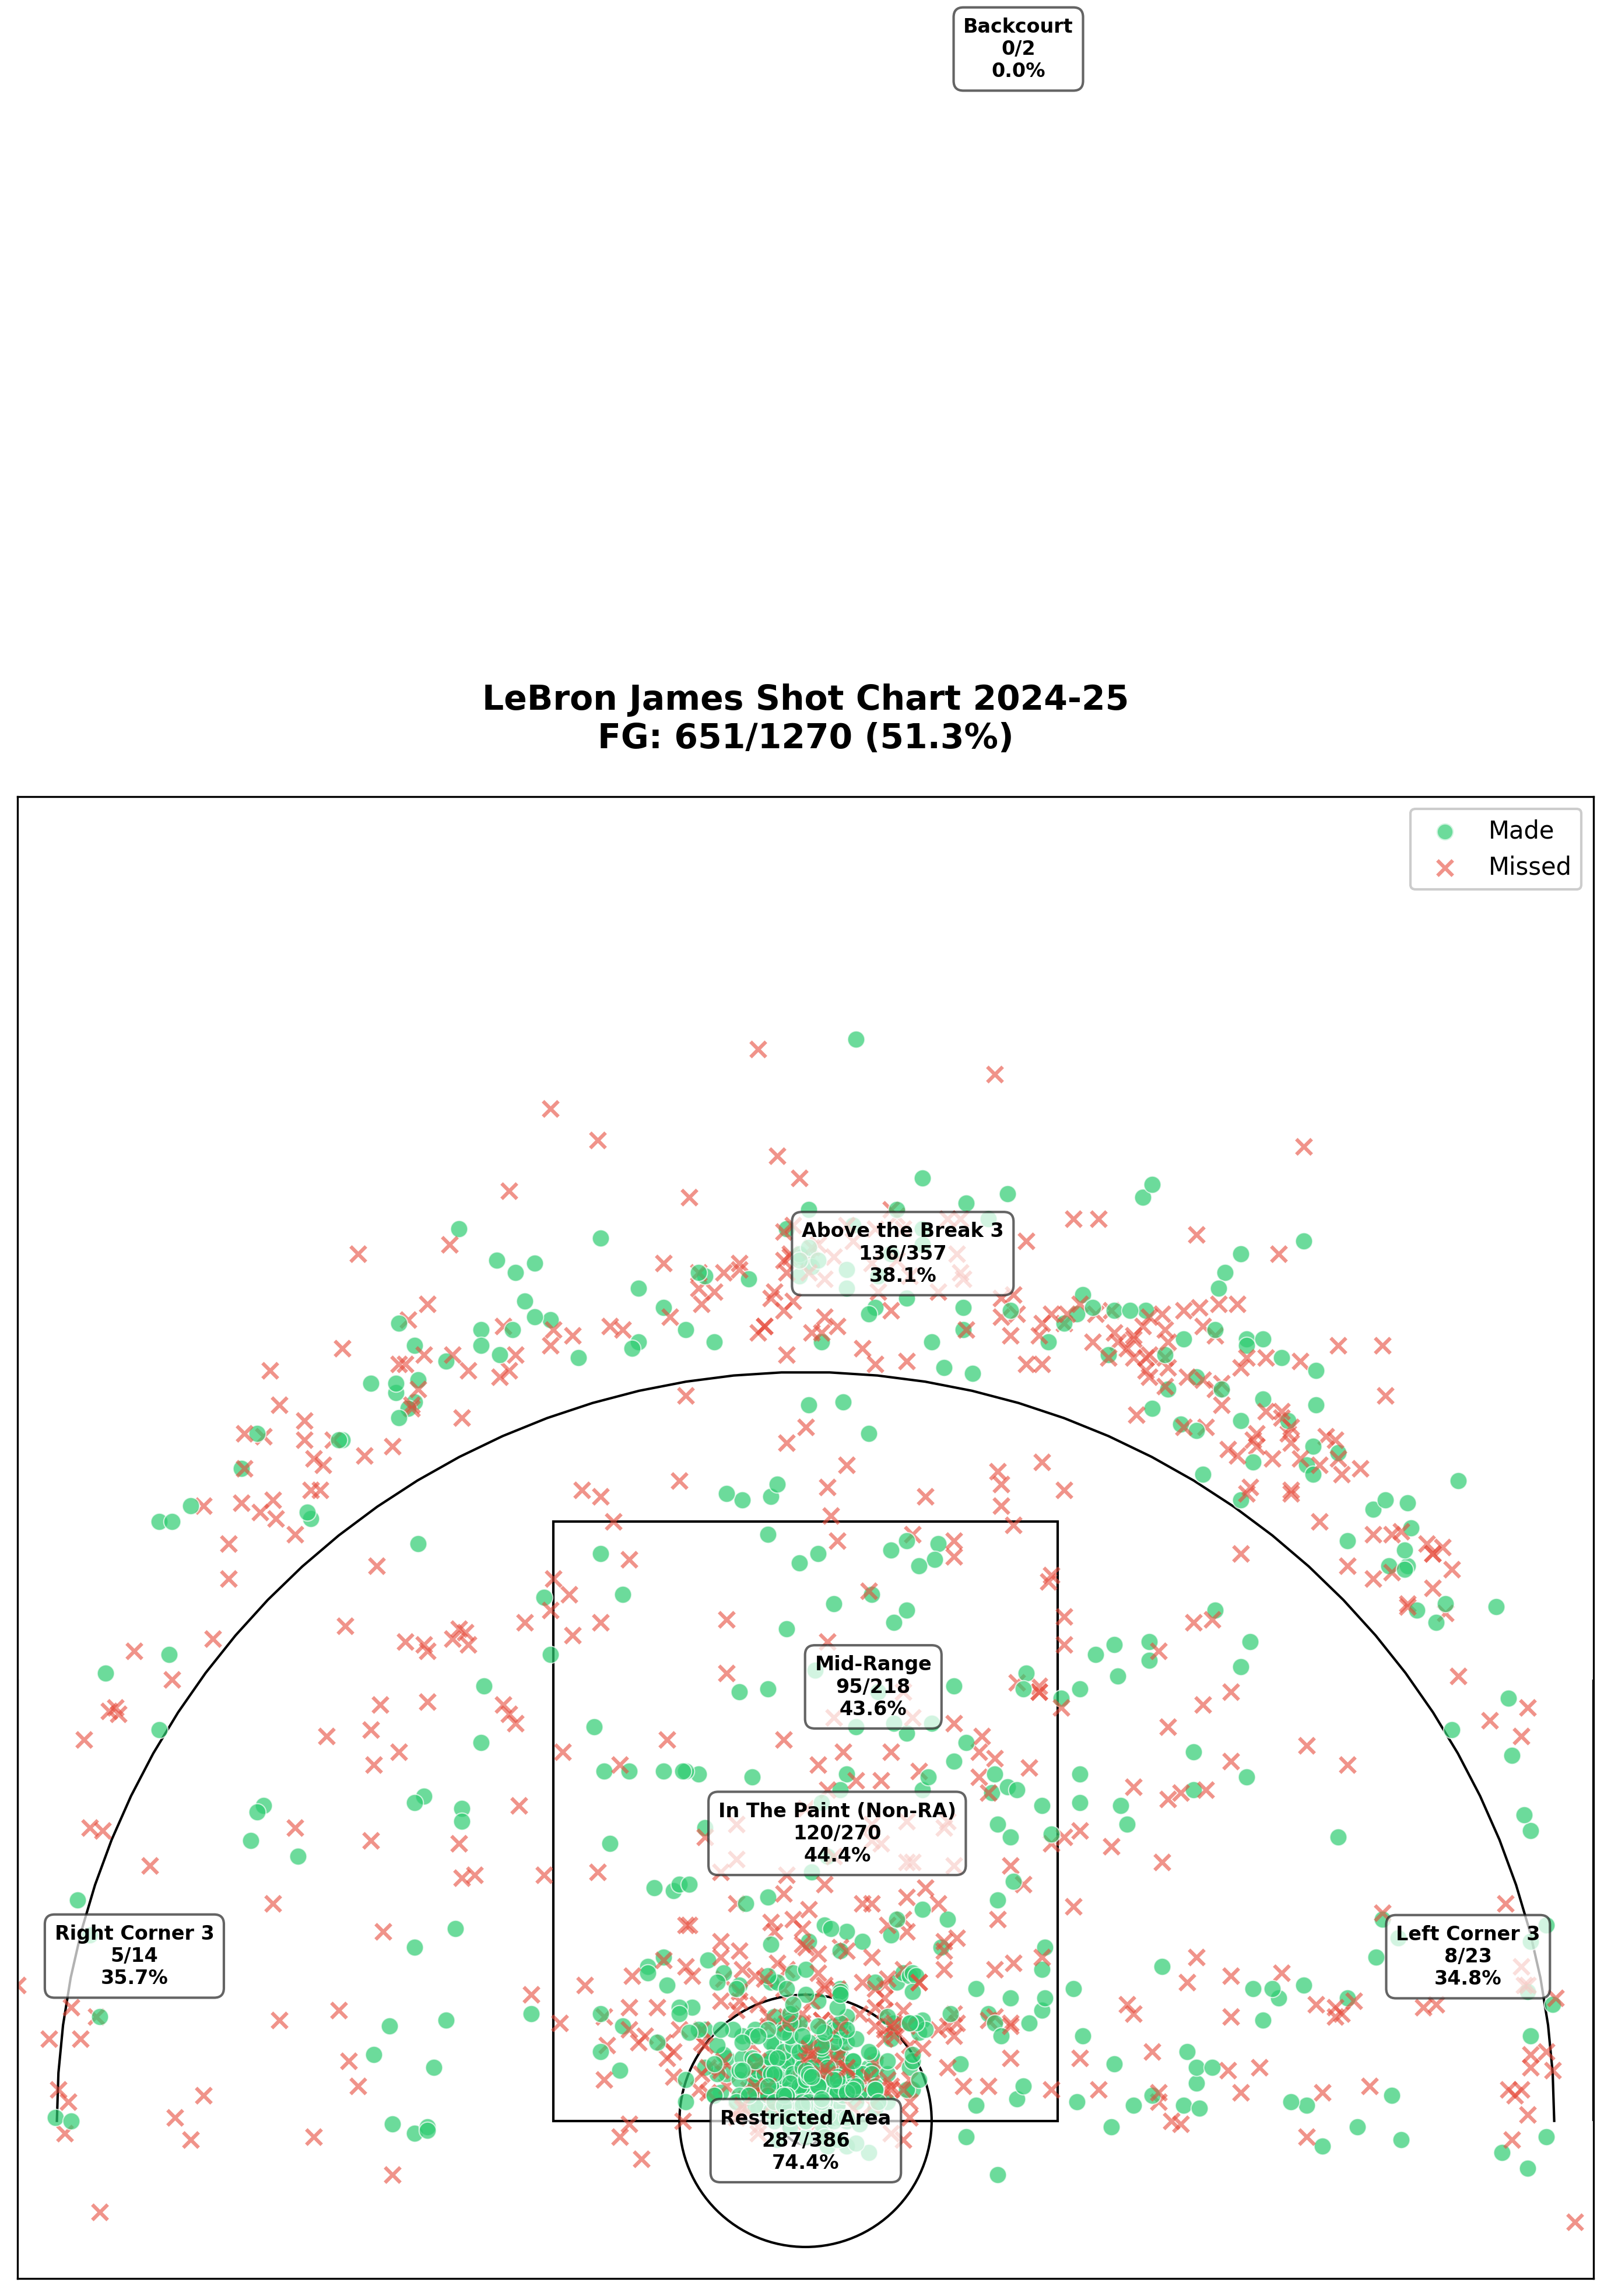 Backcourt
0/2
0.0%
LeBron James Shot Chart 2024-25
FG: 651/1270 (51.3%)
Made
Missed
Above the Break 3
136/357
38.1%
Mid-Range
95/218
43.6%
In The Paint (Non-RA)
120/270
44.4%
Right Corner 3
5/14
35.7%
Left Corner 3
8/23
34.8%
Restricted Area
287/386
74.4%